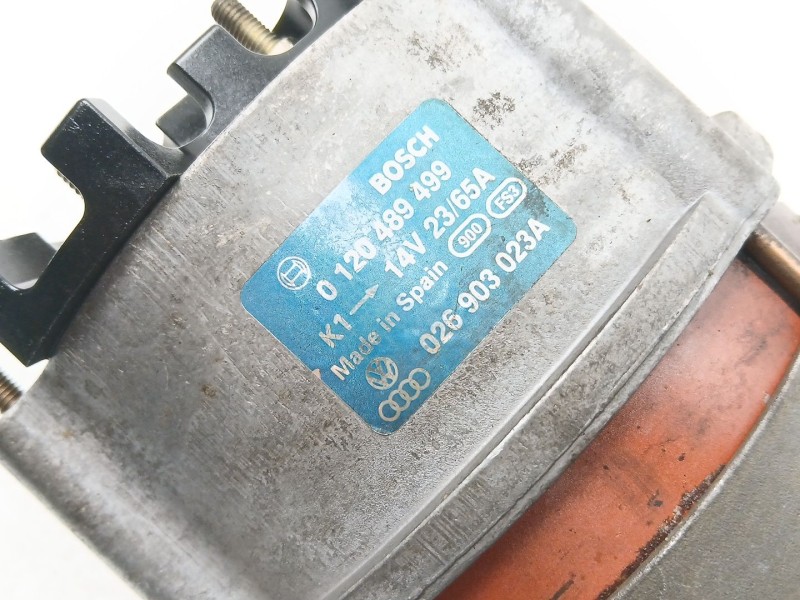 BOSCH
0 120 489 499
K1 → 14V 23/65A
Made in Spain 900 FS3
026 903 023A